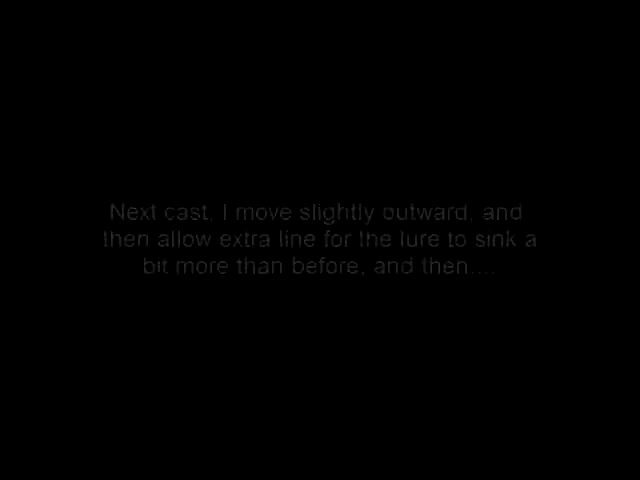 Next cast, I move slightly outward, and
then allow extra line for the lure to sink a
bit more than before, and then....